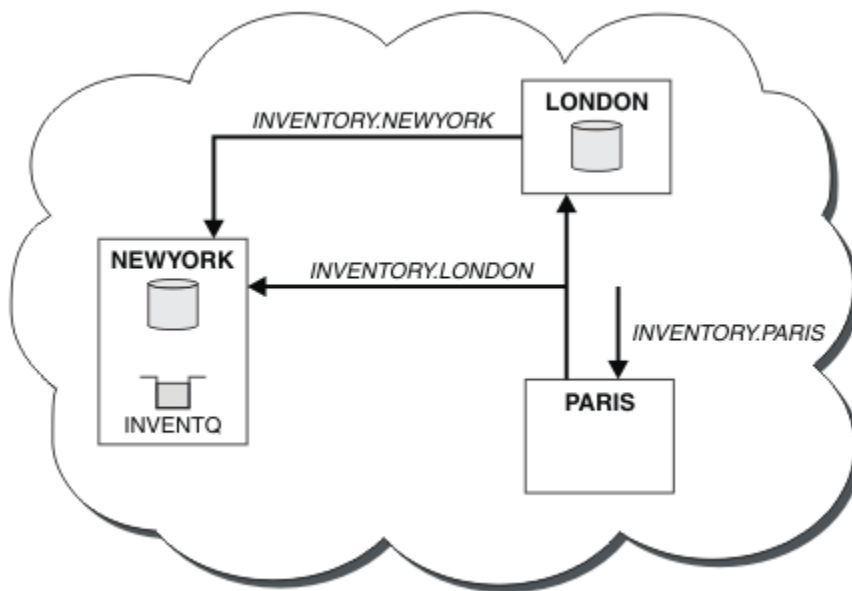 LONDON
INVENTORY.NEWYORK
NEWYORK
INVENTORY.LONDON
INVENTORY.PARIS
PARIS
INVENTQ